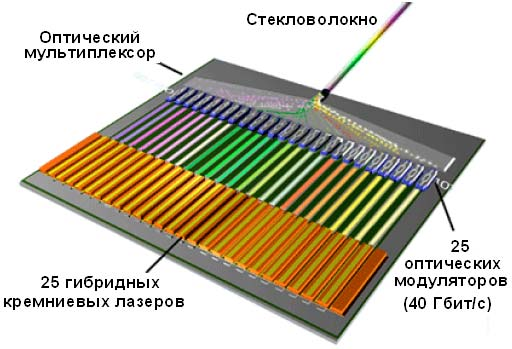 Стекловолокно
Оптический
мультиплексор
25
оптических
модуляторов
(40 Гбит/с)
25 гибридных
кремниевых лазеров